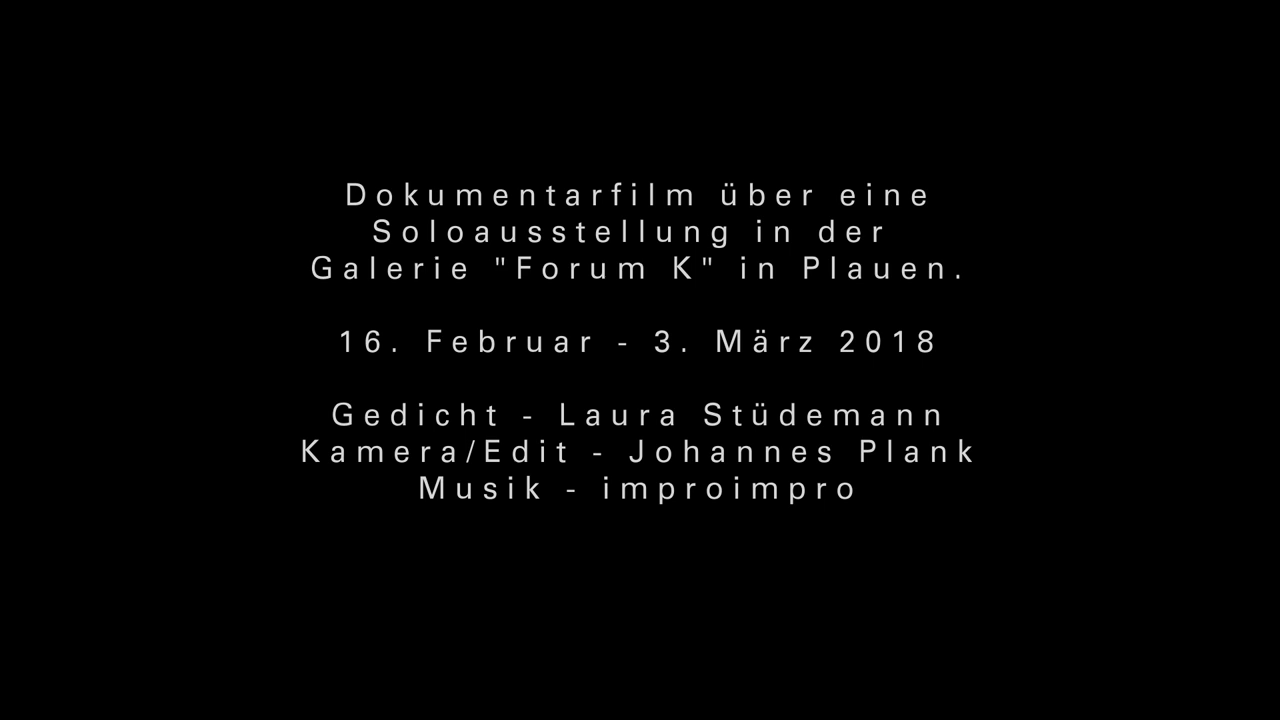 Dokumentarfilm über eine
Soloausstellung in der
Galerie "Forum K" in Plauen.
16. Februar - 3. März 2018
Gedicht - Laura Stüdemann
Kamera/Edit - Johannes Plank
Musik - improimpro